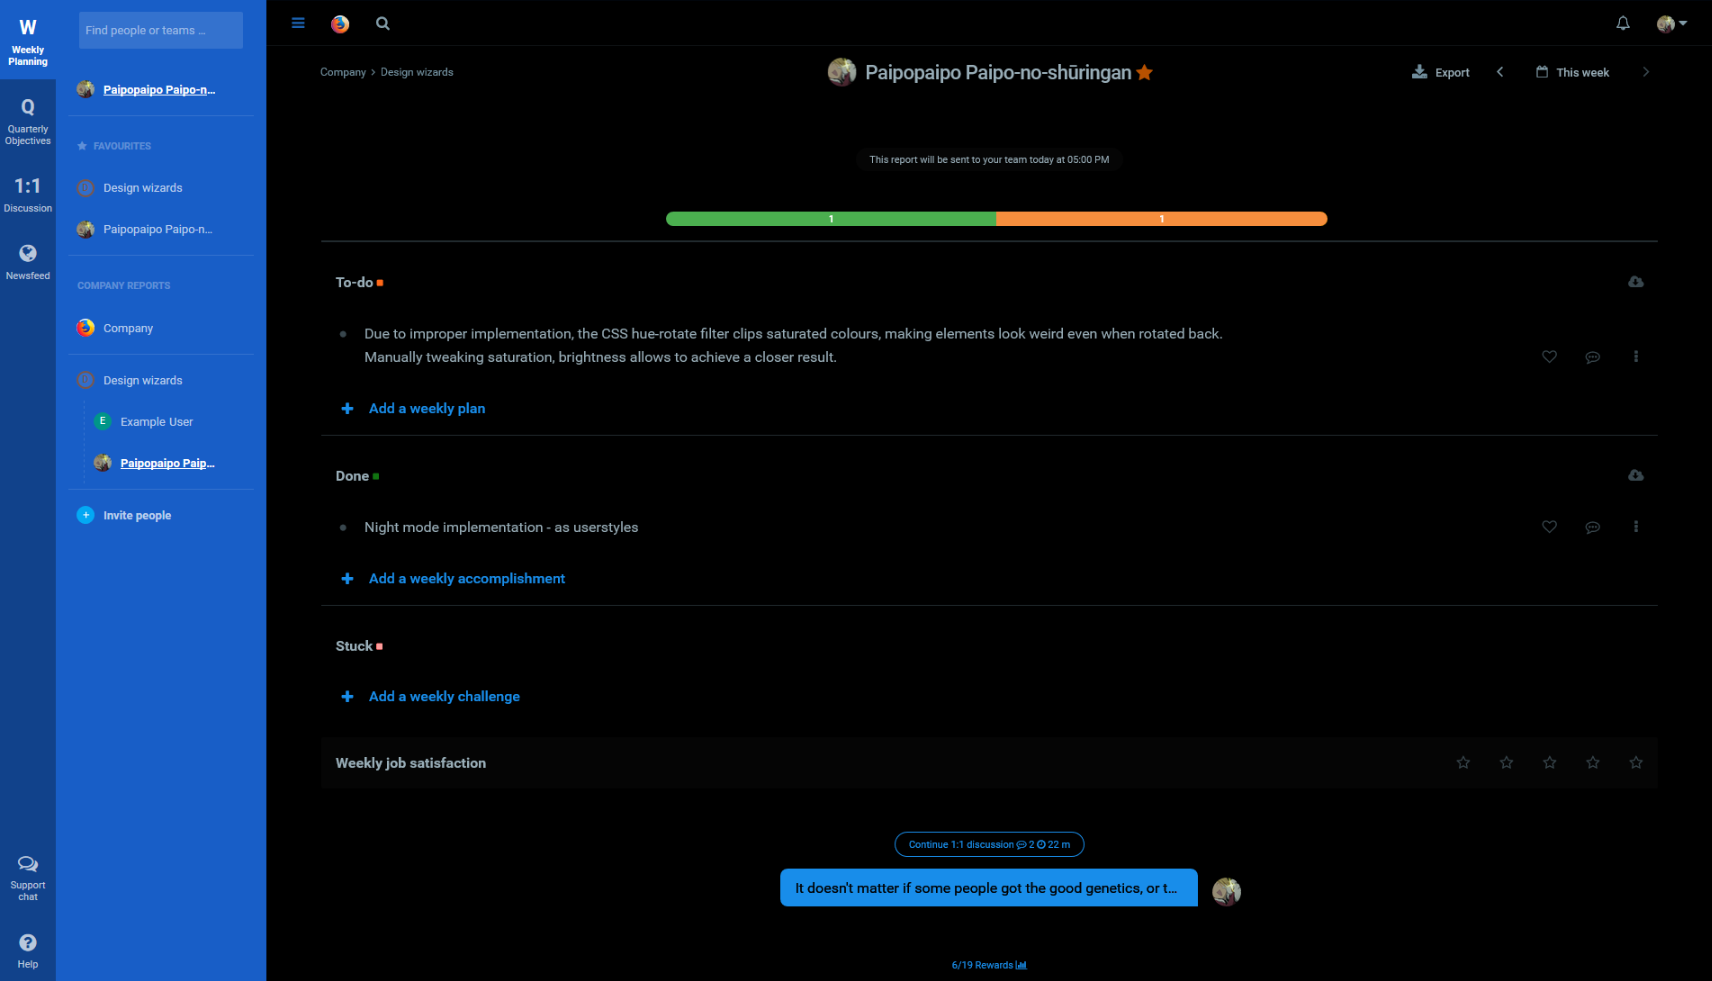 W
Weekly
Planning
Q
Quarterly
Objectives
1:1
Discussion
Newsfeed
Support
chat
Help
Find people or teams ...
Paipopaipo Paipo-n...
FAVOURITES
Design wizards
Paipopaipo Paipo-n...
COMPANY REPORTS
Company
Design wizards
E Example User
Paipopaipo Paip...
+ Invite people
Company > Design wizards
Paipopaipo Paipo-no-shūringan
Export
This week
This report will be sent to your team today at 05:00 PM
1 1
To-do
Due to improper implementation, the CSS hue-rotate filter clips saturated colours, making elements look weird even when rotated back.
Manually tweaking saturation, brightness allows to achieve a closer result.
+ Add a weekly plan
Done
Night mode implementation - as userstyles
+ Add a weekly accomplishment
Stuck
+ Add a weekly challenge
Weekly job satisfaction
Continue 1:1 discussion 2 22 m
It doesn't matter if some people got the good genetics, or t...
6/19 Rewards